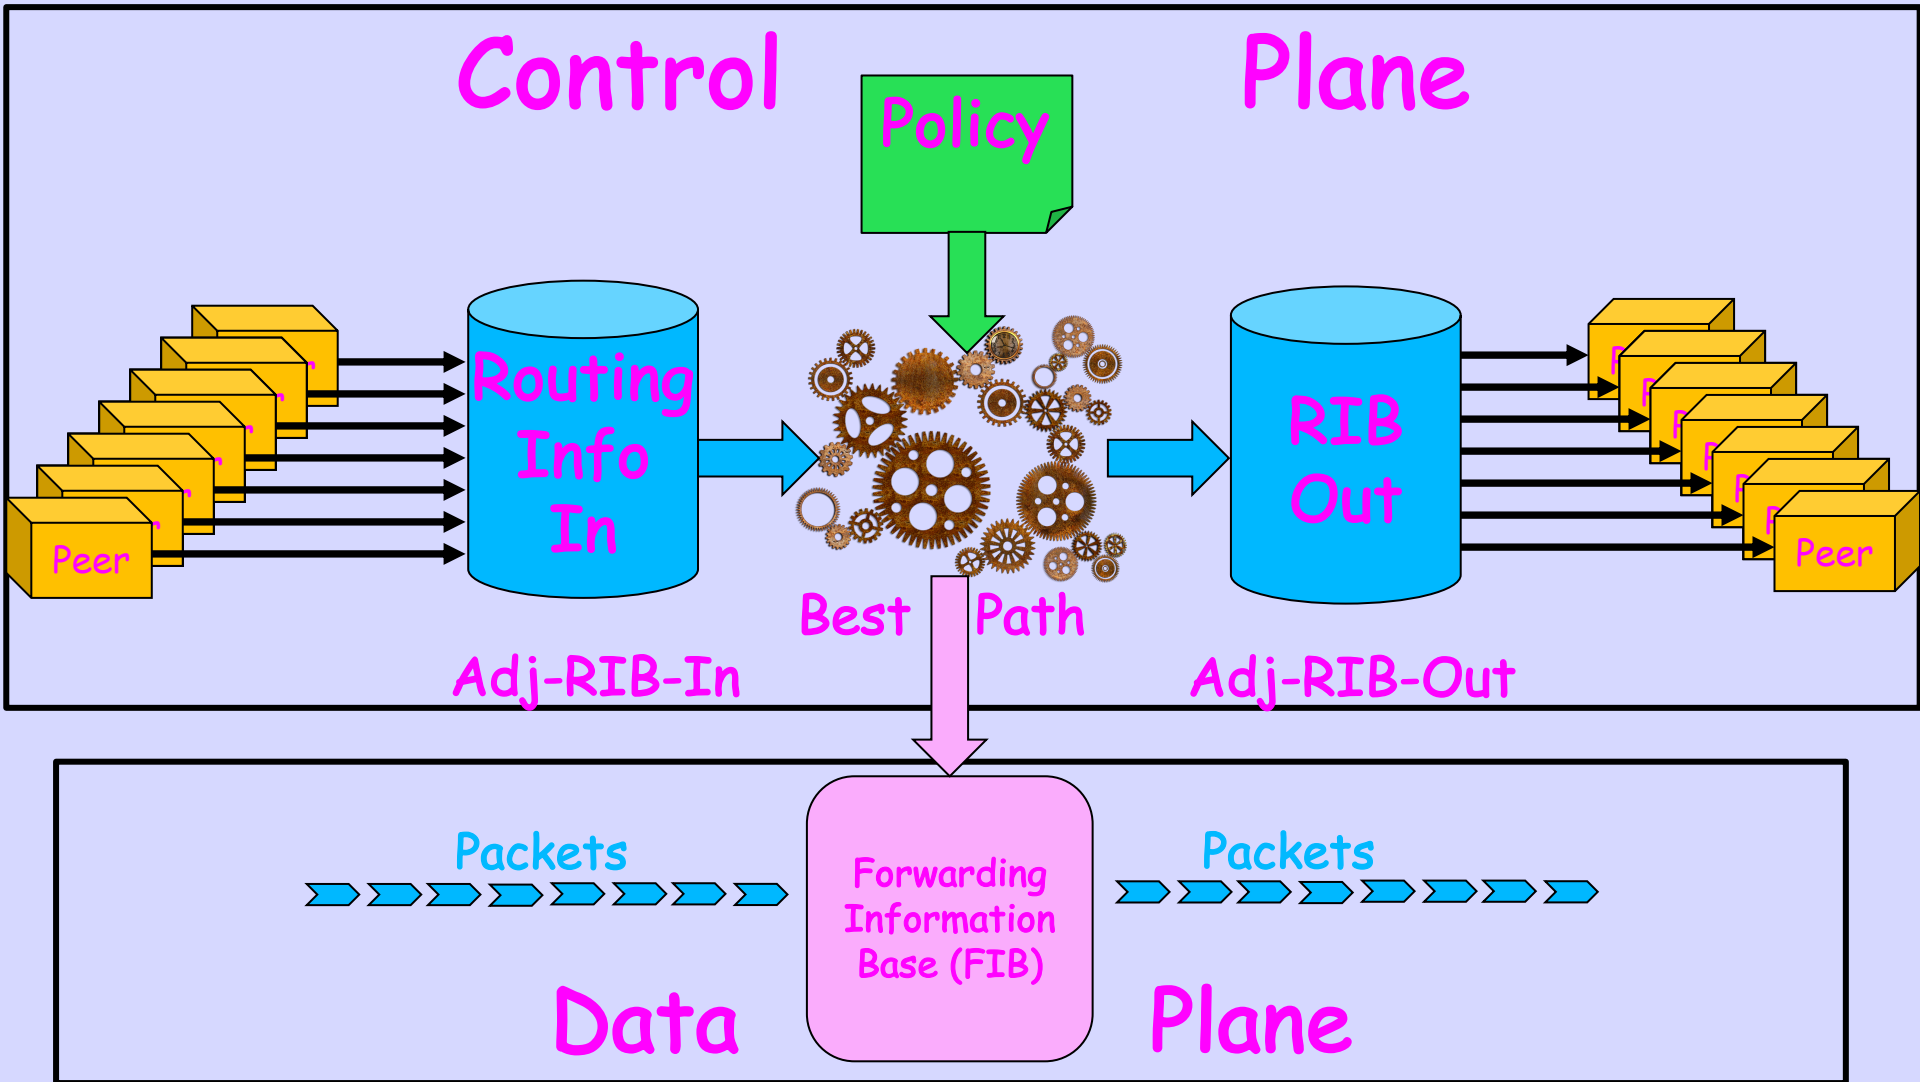 Control Plane
Policy
Routing
Info
In
RIB
Out
Peer
Peer
Best Path
Adj-RIB-In
Adj-RIB-Out
Packets
Packets
Forwarding
Information
Base (FIB)
Data Plane